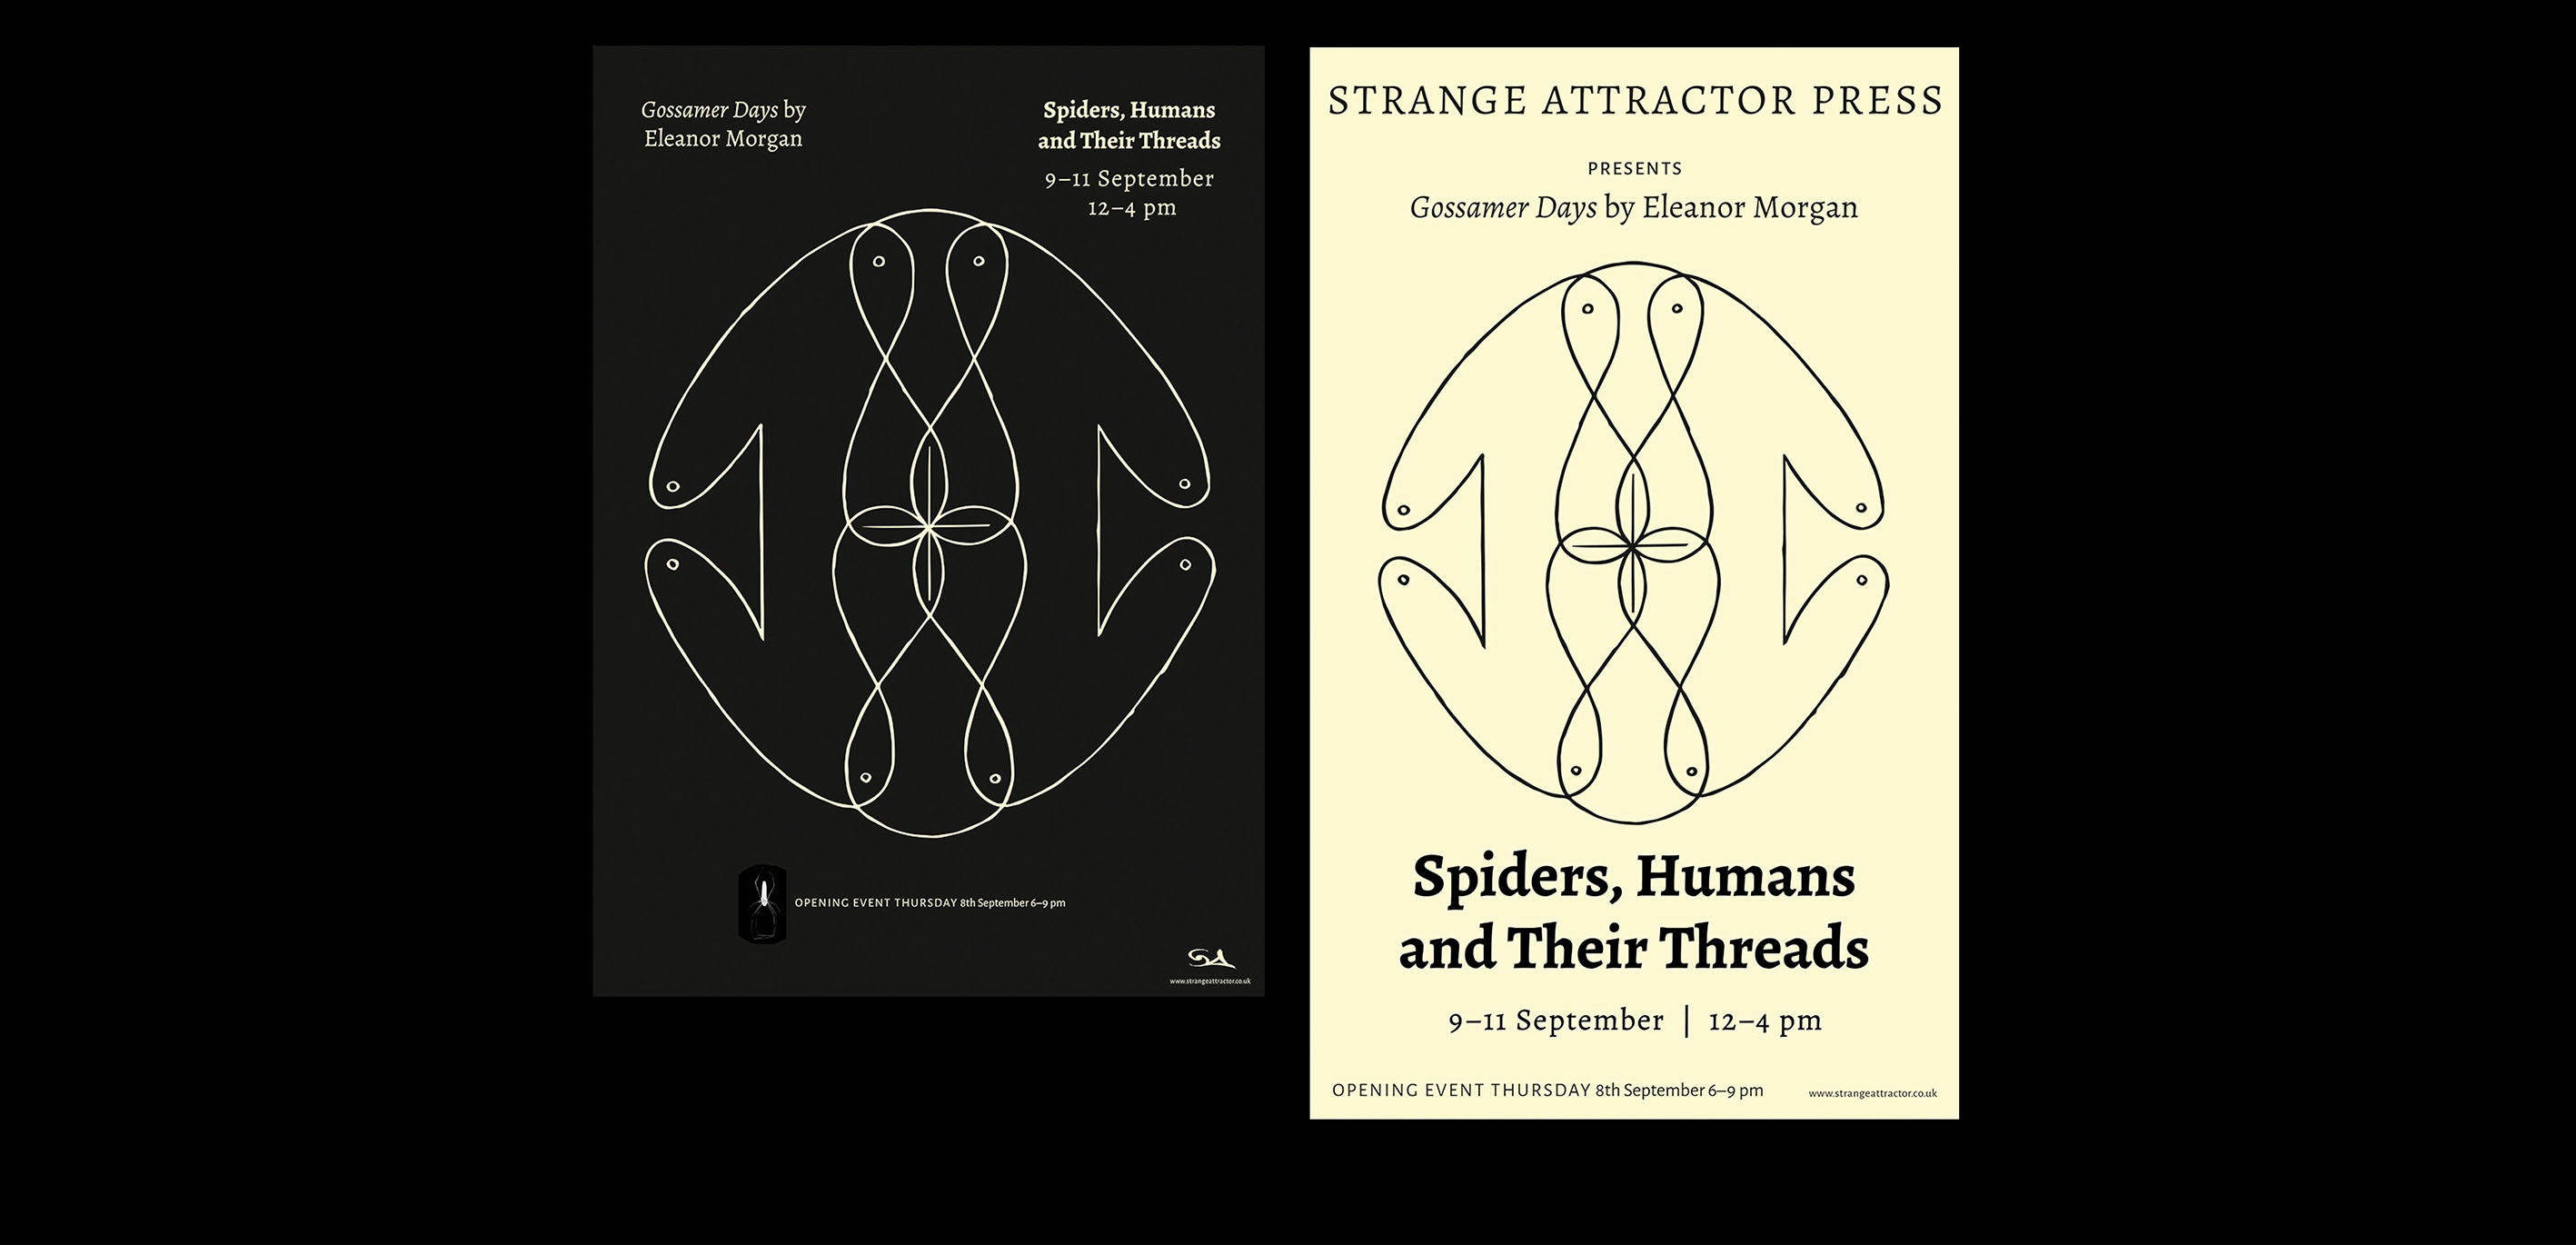 Gossamer Days by
Eleanor Morgan
Spiders, Humans
and Their Threads
9–11 September
12–4 pm
OPENING EVENT THURSDAY 8th September 6–9 pm
SA
www.strangeattractor.co.uk
STRANGE ATTRACTOR PRESS
PRESENTS
Gossamer Days by Eleanor Morgan
Spiders, Humans
and Their Threads
9–11 September | 12–4 pm
OPENING EVENT THURSDAY 8th September 6–9 pm
www.strangeattractor.co.uk